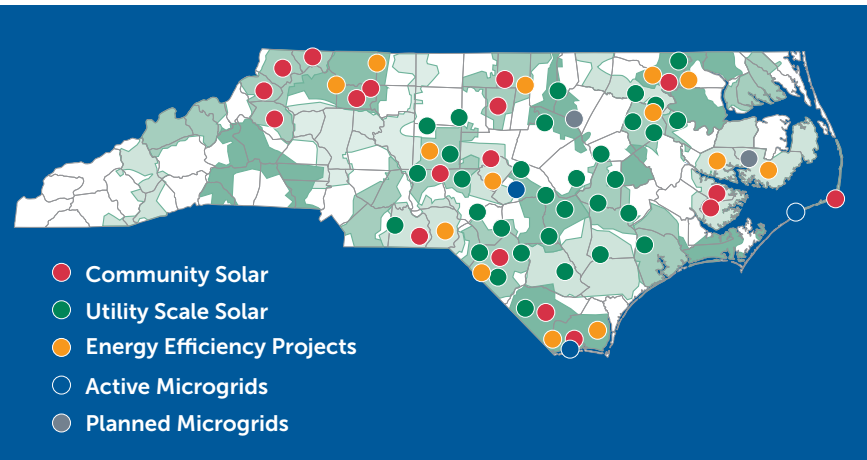 Community Solar
Utility Scale Solar
Energy Efficiency Projects
Active Microgrids
Planned Microgrids